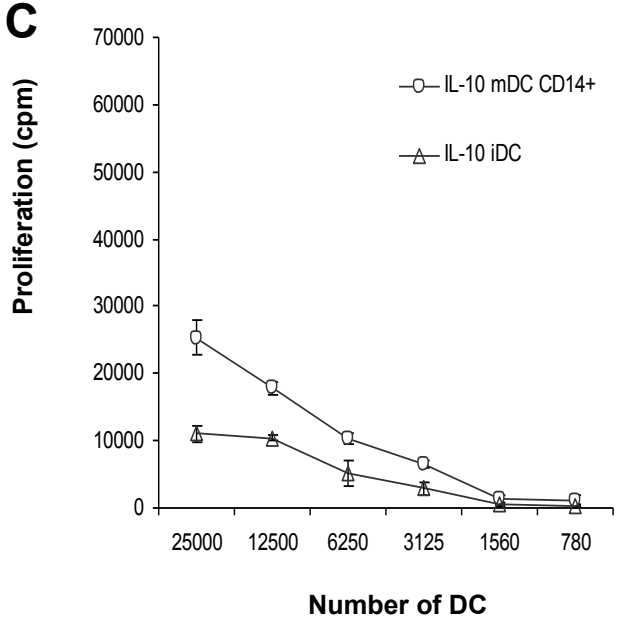 C
Proliferation (cpm)
70000
60000
50000
40000
30000
20000
10000
0
IL-10 mDC CD14+
IL-10 iDC
25000 12500 6250 3125 1560 780
Number of DC